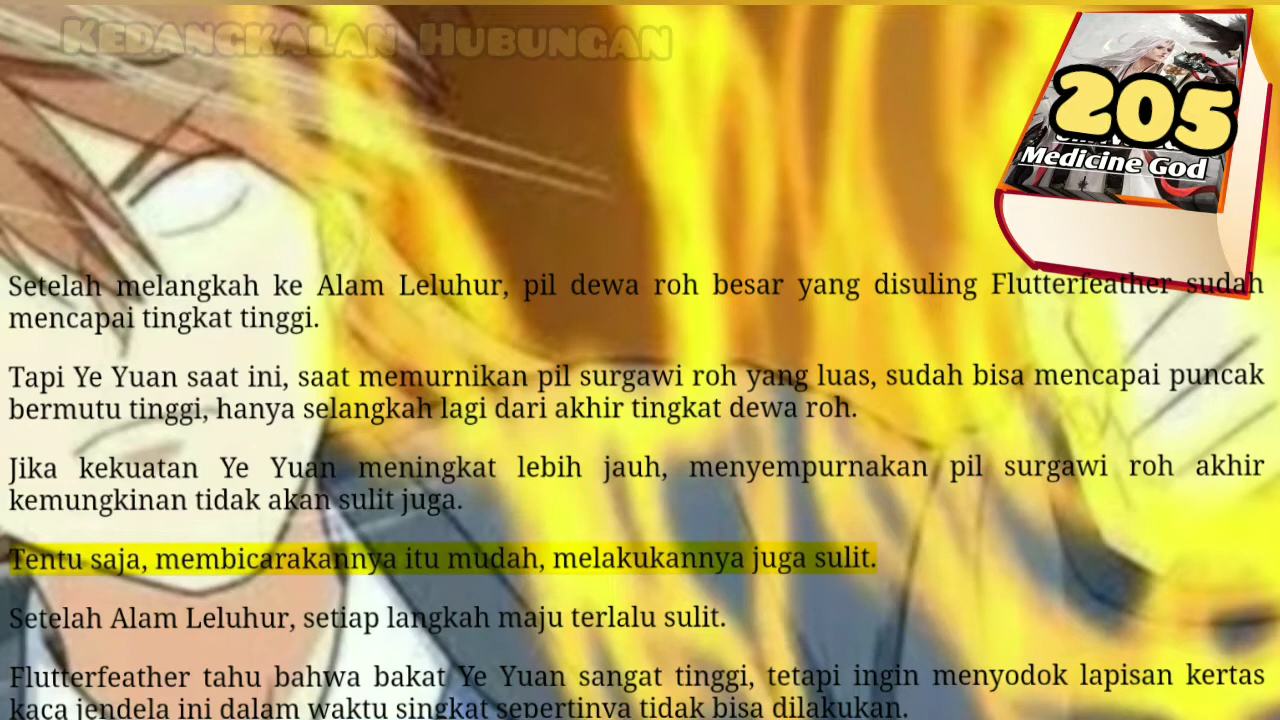 Kedangkalan Hubungan
205
Medicine God
Setelah melangkah ke Alam Leluhur, pil dewa roh besar yang disuling Flutterfeather sudah
mencapai tingkat tinggi.
Tapi Ye Yuan saat ini, saat memurnikan pil surgawi roh yang luas, sudah bisa mencapai puncak
bermutu tinggi, hanya selangkah lagi dari akhir tingkat dewa roh.
Jika kekuatan Ye Yuan meningkat lebih jauh, menyempurnakan pil surgawi roh akhir
kemungkinan tidak akan sulit juga.
Tentu saja, membicarakannya itu mudah, melakukannya juga sulit.
Setelah Alam Leluhur, setiap langkah maju terlalu sulit.
Flutterfeather tahu bahwa bakat Ye Yuan sangat tinggi, tetapi ingin menyodok lapisan kertas
kaca jendela ini dalam waktu singkat sepertinya tidak bisa dilakukan.